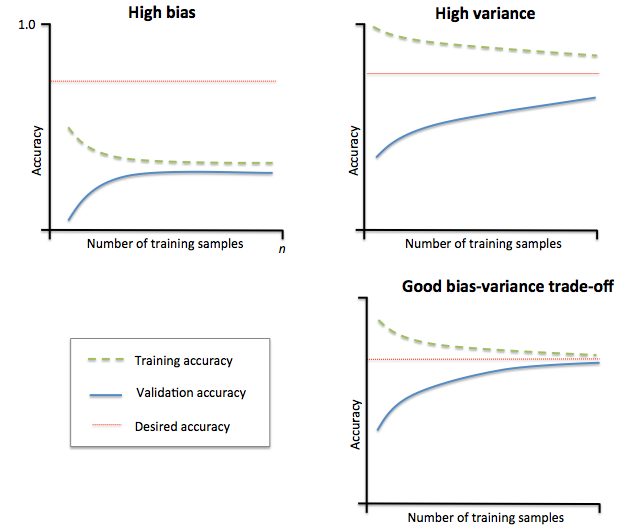 High bias
1.0
Accuracy
Number of training samples
n
High variance
Accuracy
Number of training samples
Good bias-variance trade-off
Accuracy
Number of training samples
Training accuracy
Validation accuracy
Desired accuracy